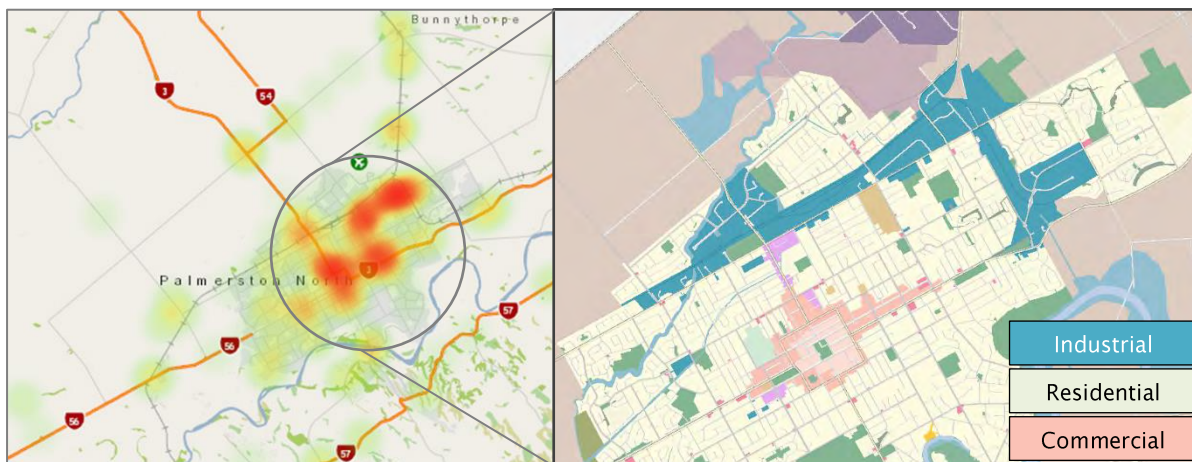 Bunnythorpe
3
54
Palmerston North
3
56
57
56
57
Industrial
Residential
Commercial